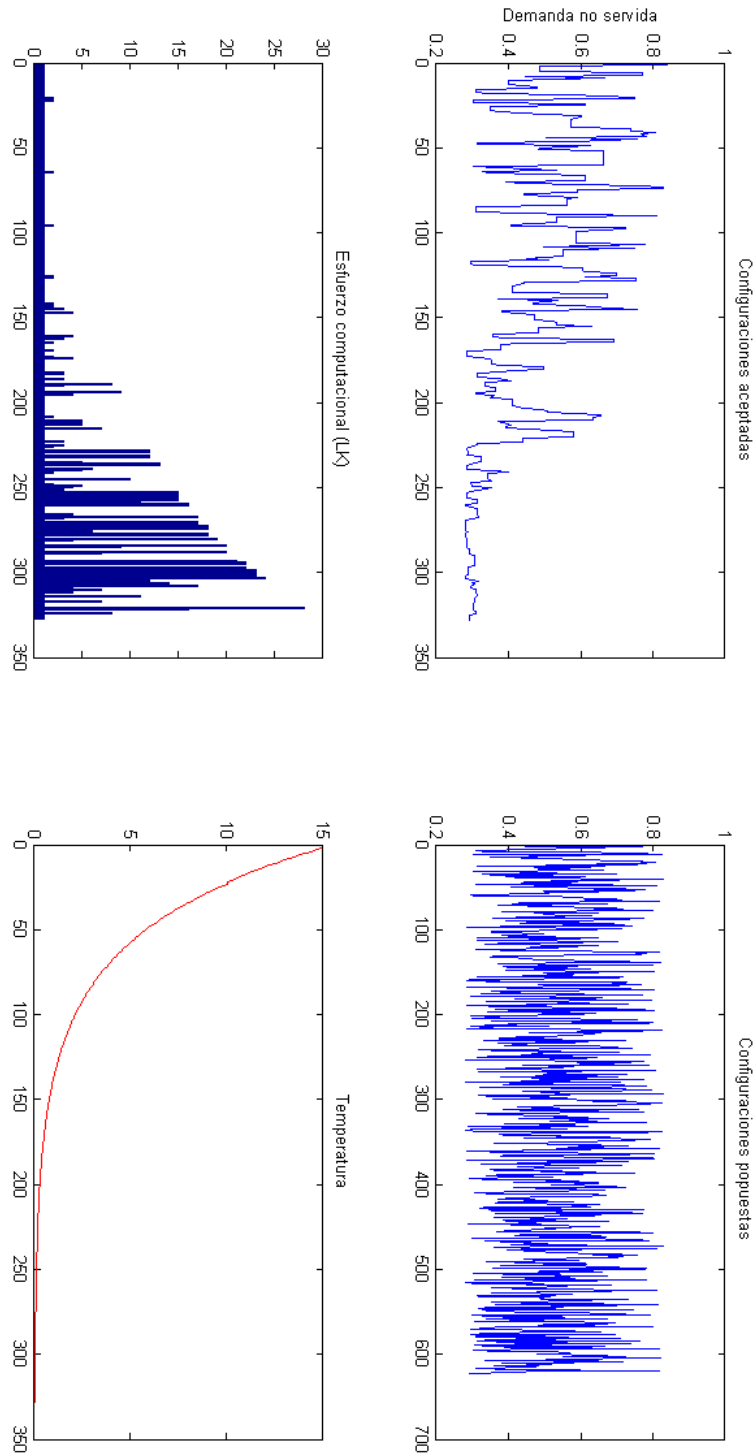 Configuraciones aceptadas
Demanda no servida
1
0.8
0.6
0.4
0.2
0 50 100 150 200 250 300 350
Configuraciones popuestas
1
0.8
0.6
0.4
0.2
0 100 200 300 400 500 600 700
Esfuerzo computacional (LK)
30
25
20
15
10
5
0
0 50 100 150 200 250 300 350
Temperatura
15
10
5
0
0 50 100 150 200 250 300 350